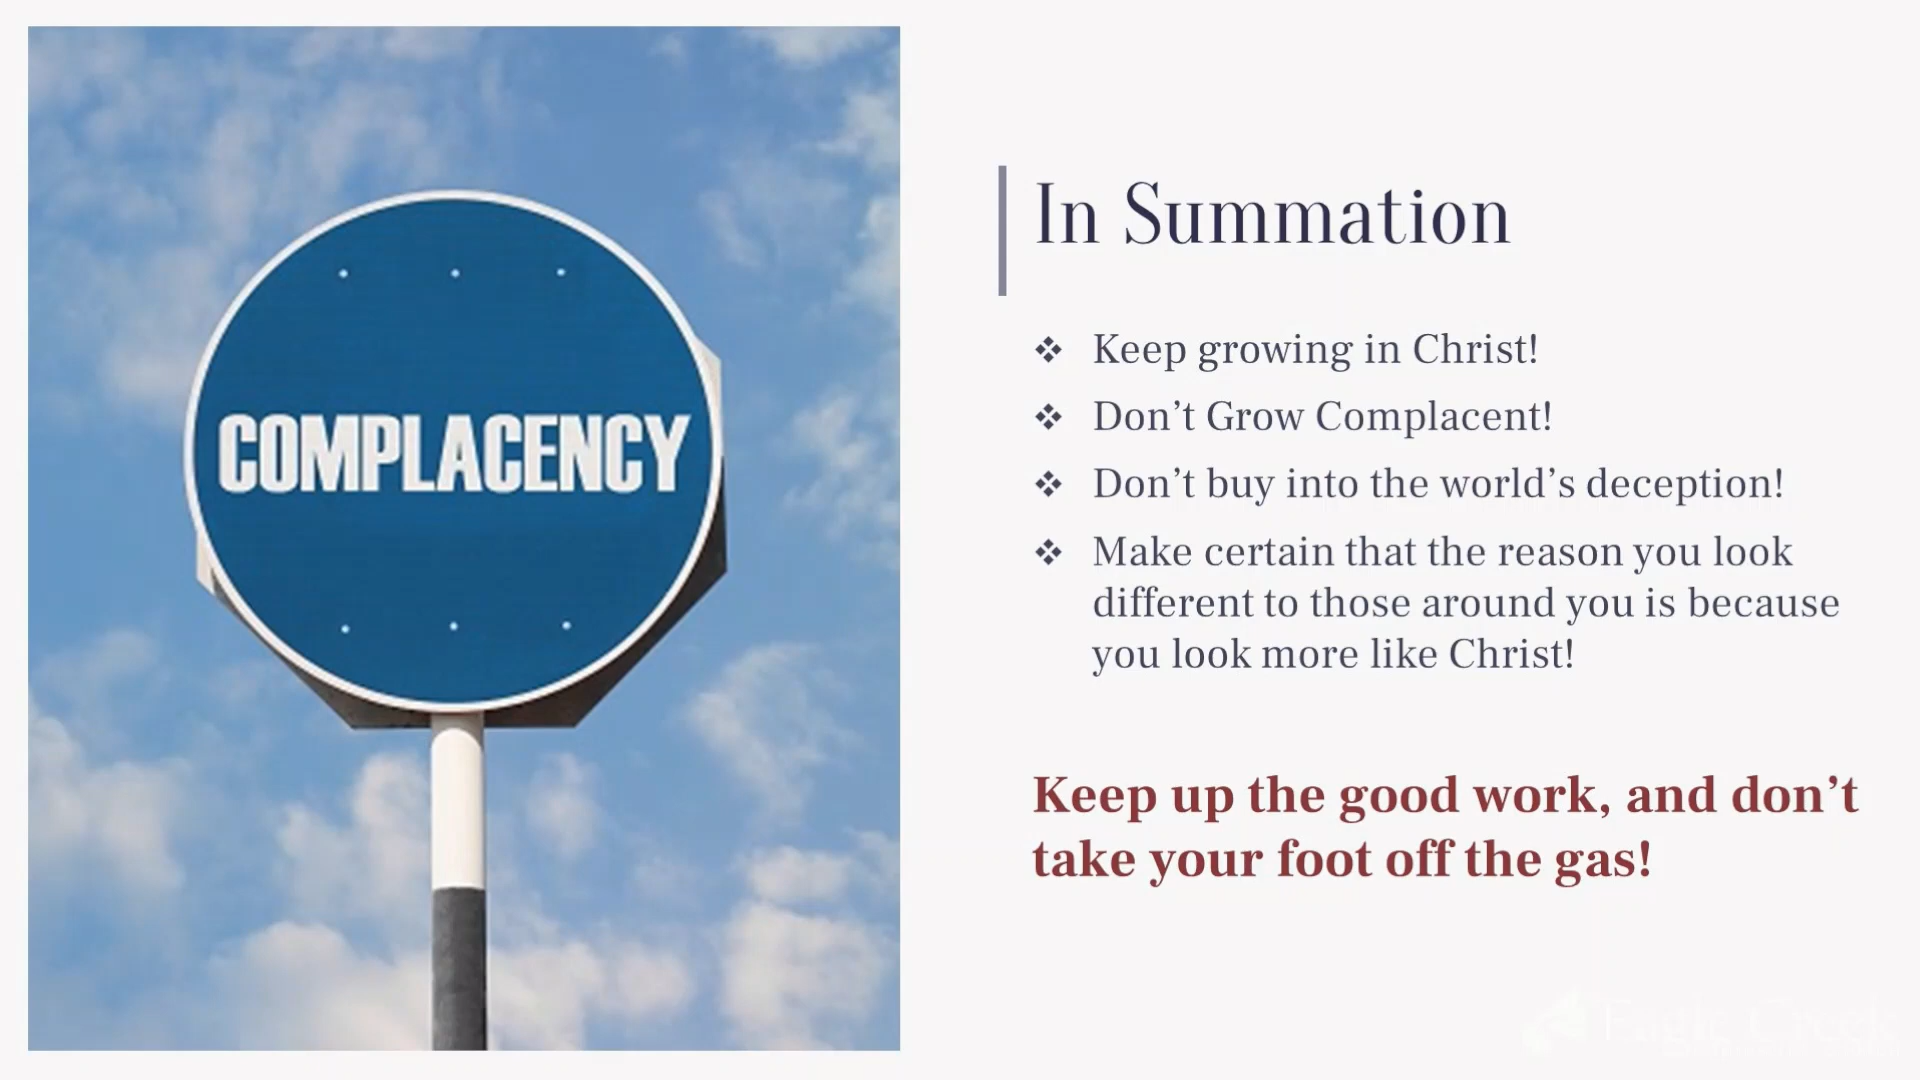 COMPLACENCY
In Summation
❖ Keep growing in Christ!
❖ Don’t Grow Complacent!
❖ Don’t buy into the world’s deception!
❖ Make certain that the reason you look
different to those around you is because
you look more like Christ!
Keep up the good work, and don’t
take your foot off the gas!
Eagle Creek